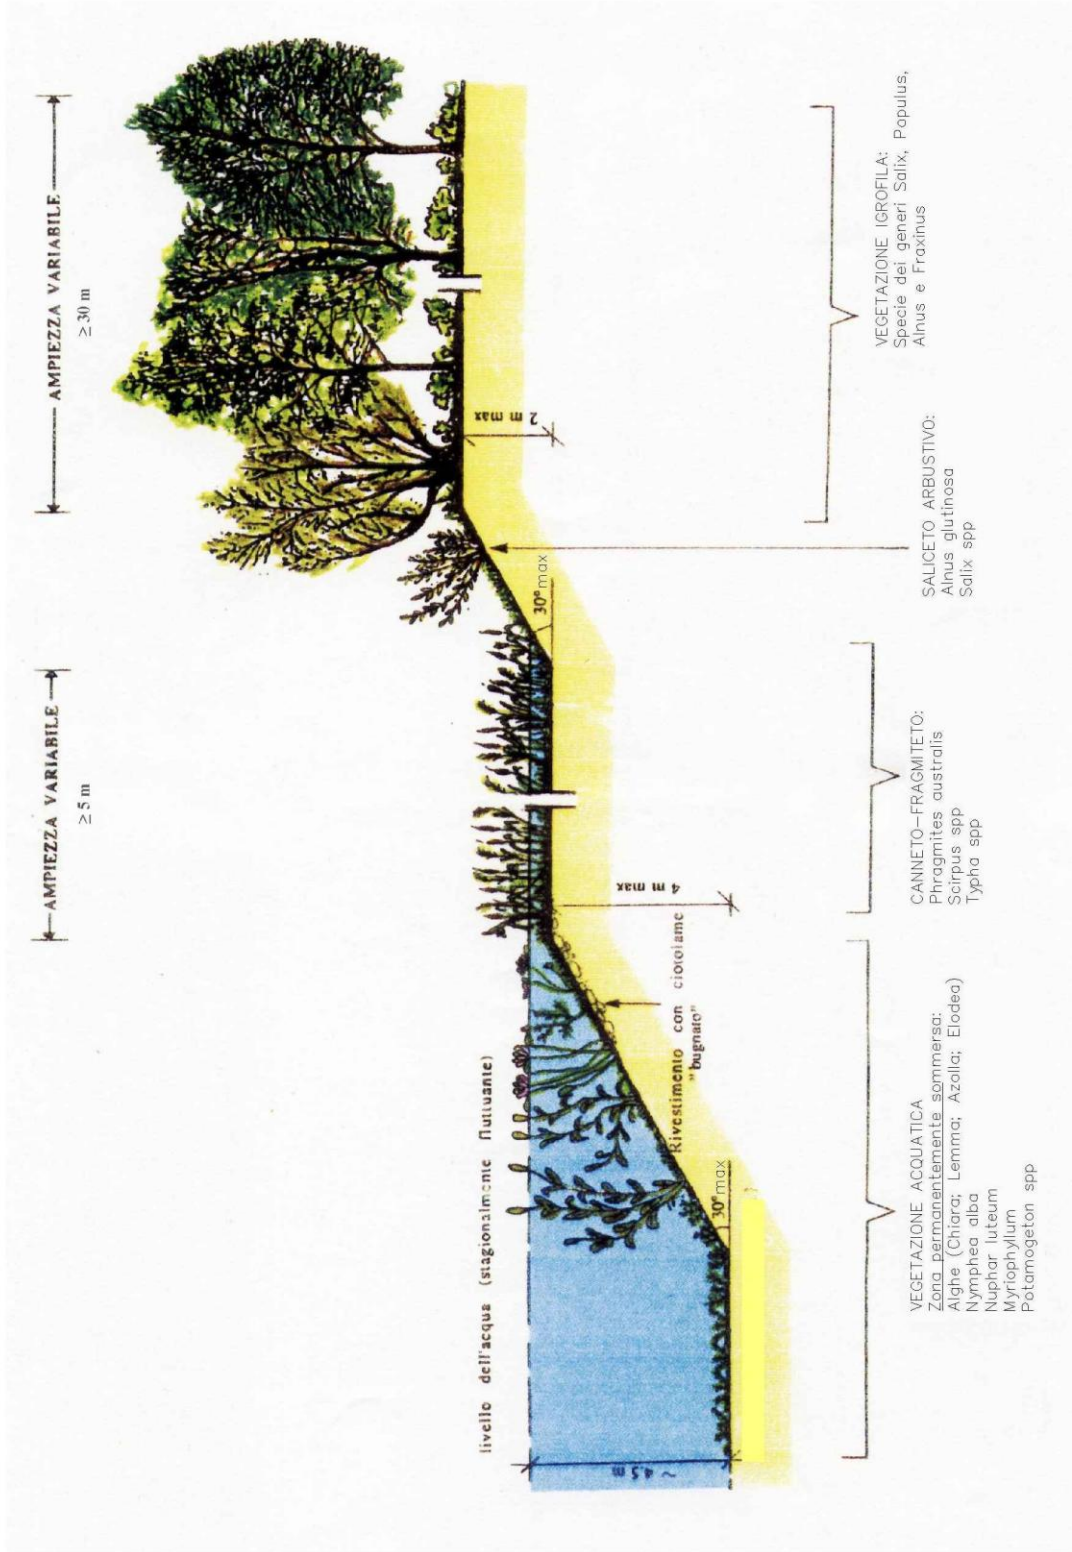 AMPIEZZA VARIABILE
≥ 5 m
AMPIEZZA VARIABILE
≥ 30 m
livello dell'acqua (stagionalmente fluttuante)
~ 4.5 m
30° max
Rivestimento con ciotolame
"bugnato"
4 m max
30° max
2 m max
VEGETAZIONE ACQUATICA
Zona permanentemente sommersa:
Alghe (Chiara; Lemma; Azolla; Elodea)
Nymphea alba
Nuphar luteum
Myriophyllum
Potamogeton spp
CANNETO-FRAGMITETO:
Phragmites australis
Scirpus spp
Typha spp
SALICETO ARBUSTIVO:
Alnus glutinosa
Salix spp
VEGETAZIONE IGROFILA:
Specie dei generi Salix, Populus,
Alnus e Fraxinus